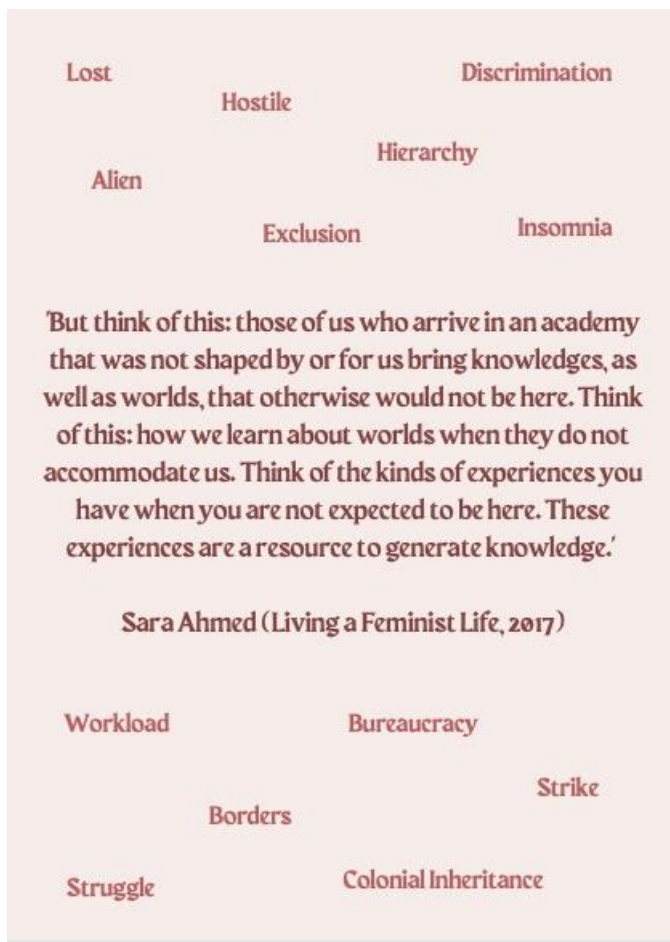 Lost
Discrimination
Hostile
Hierarchy
Alien
Insomnia
Exclusion
'But think of this: those of us who arrive in an academy
that was not shaped by or for us bring knowledges, as
well as worlds, that otherwise would not be here. Think
of this: how we learn about worlds when they do not
accommodate us. Think of the kinds of experiences you
have when you are not expected to be here. These
experiences are a resource to generate knowledge.'
Sara Ahmed (Living a Feminist Life, 2017)
Workload
Bureaucracy
Strike
Borders
Colonial Inheritance
Struggle